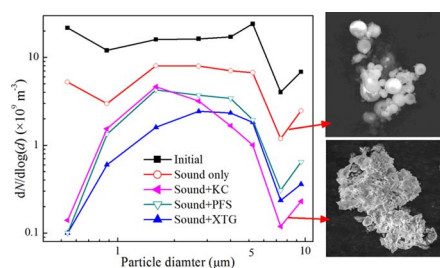 dN/dlog(d) (×10⁹ m⁻³)
10
1
0.1
Initial
Sound only
Sound+KC
Sound+PFS
Sound+XTG
1
10
Particle diamter (μm)